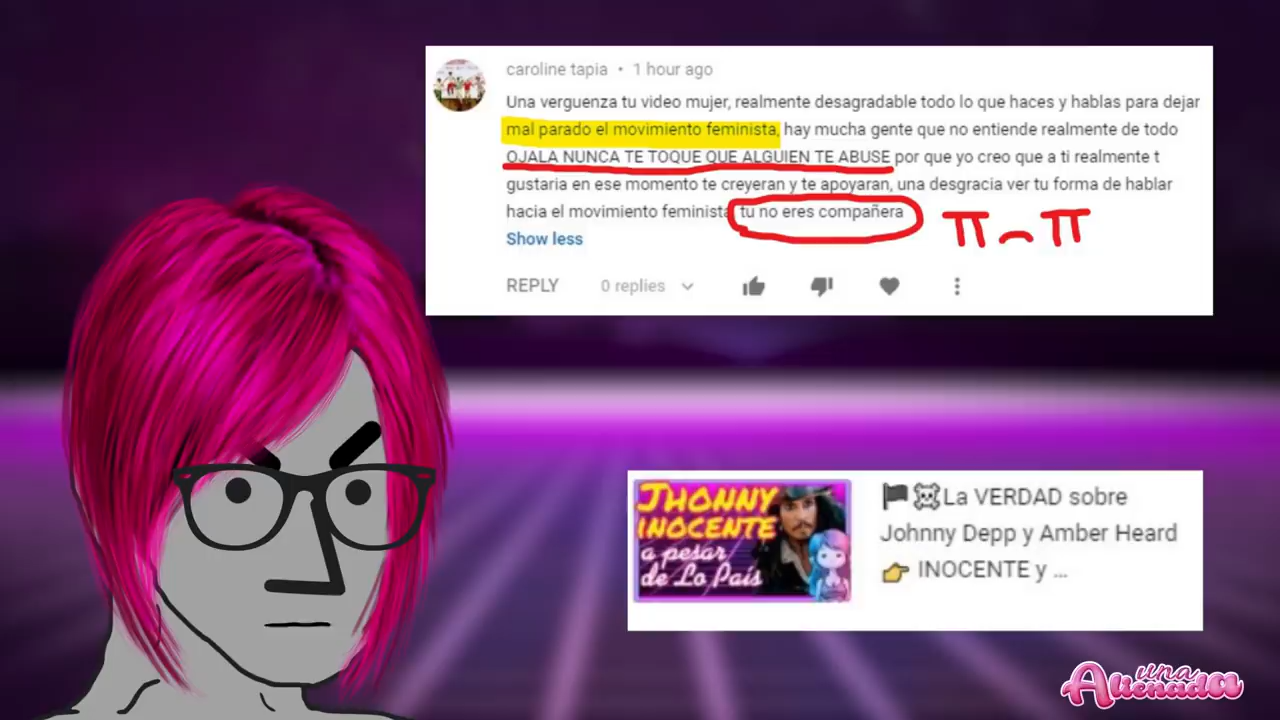 caroline tapia • 1 hour ago
Una verguenza tu video mujer, realmente desagradable todo lo que haces y hablas para dejar
mal parado el movimiento feminista, hay mucha gente que no entiende realmente de todo
OJALA NUNCA TE TOQUE QUE ALGUIEN TE ABUSE por que yo creo que a ti realmente t
gustaria en ese momento te creyeran y te apoyaran, una desgracia ver tu forma de hablar
hacia el movimiento feminista tu no eres compañera
Show less
REPLY 0 replies
JHONNY
INOCENTE
a pesar
de Lo País
🏴☠️La VERDAD sobre
Johnny Depp y Amber Heard
👉 INOCENTE y ...
una
Alienada